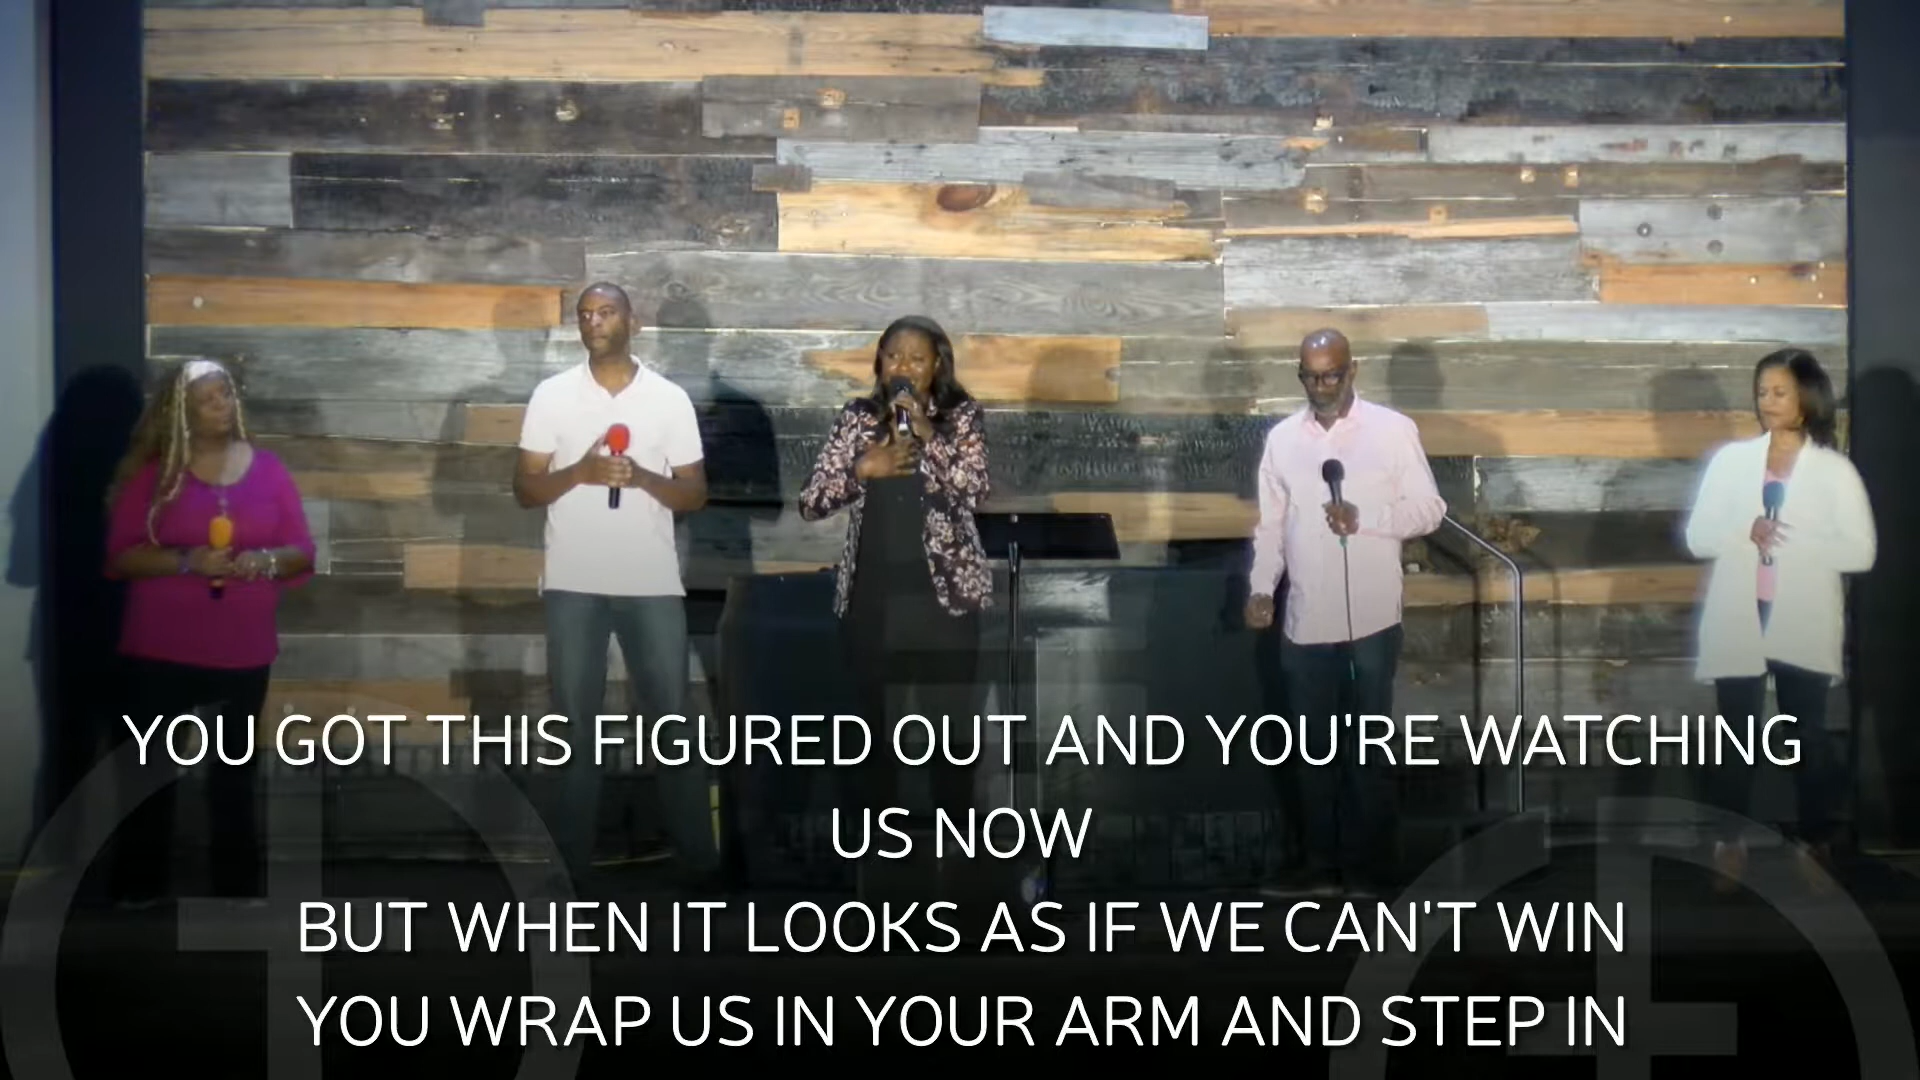 YOU GOT THIS FIGURED OUT AND YOU'RE WATCHING
US NOW
BUT WHEN IT LOOKS AS IF WE CAN'T WIN
YOU WRAP US IN YOUR ARM AND STEP IN